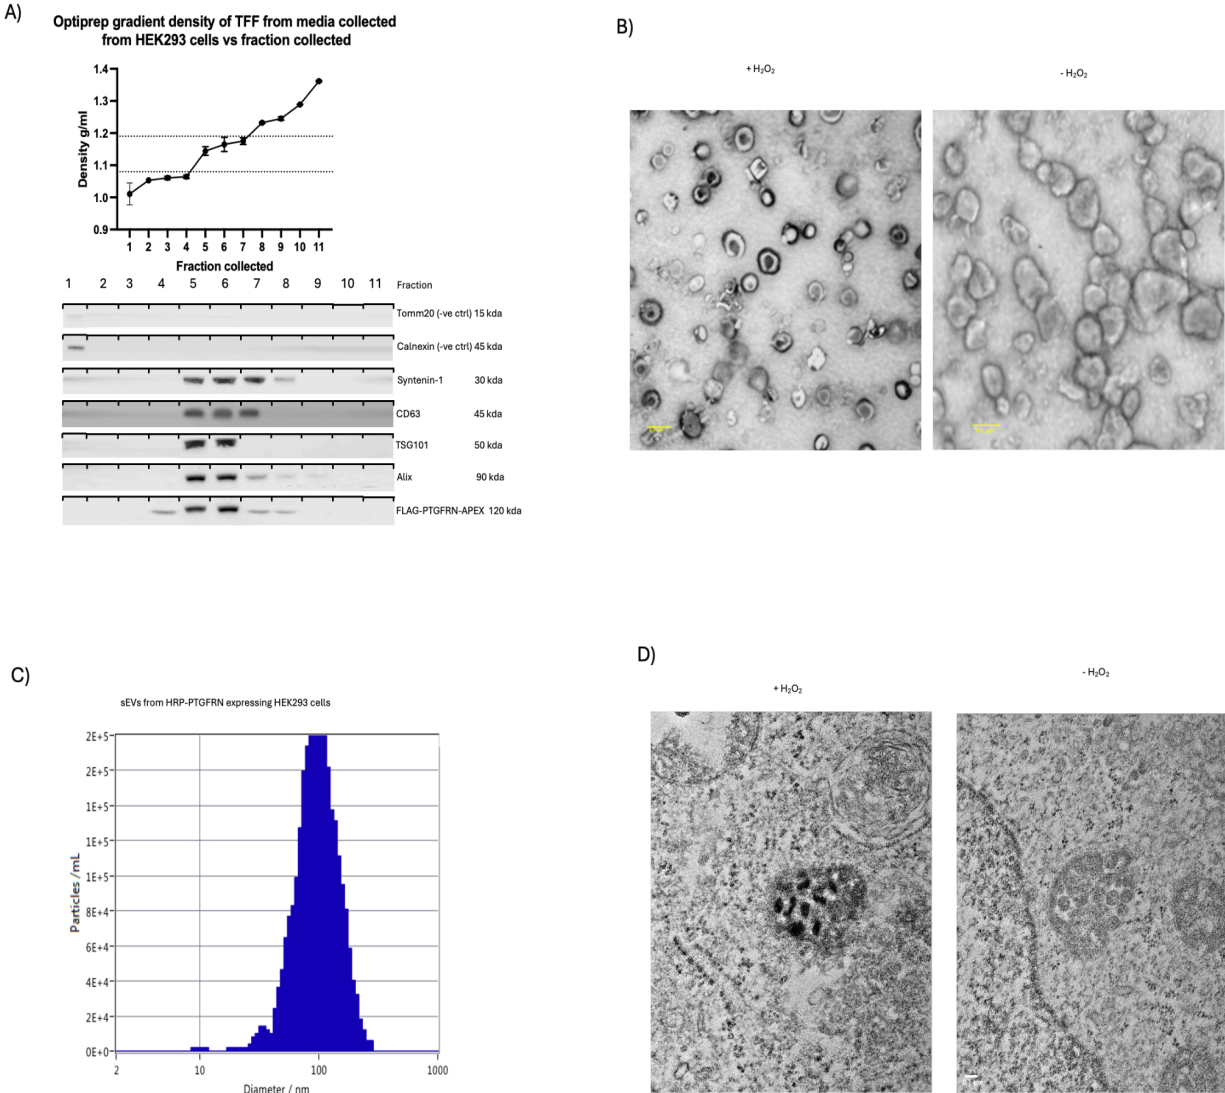 A)
Optiprep gradient density of TFF from media collected
from HEK293 cells vs fraction collected
1.4
1.3
1.2
1.1
1.0
0.9
Density g/ml
1 2 3 4 5 6 7 8 9 10 11
Fraction collected
1 2 3 4 5 6 7 8 9 10 11 Fraction
Tomm20 (-ve ctrl) 15 kda
Calnexin (-ve ctrl) 45 kda
Syntenin-1 30 kda
CD63 45 kda
TSG101 50 kda
Alix 90 kda
FLAG-PTGFRN-APEX 120 kda
B)
+ H₂O₂
- H₂O₂
C)
sEVs from HRP-PTGFRN expressing HEK293 cells
2E+5
2E+5
1E+5
1E+5
1E+5
8E+4
6E+4
4E+4
2E+4
0E+0
Particles / mL
2 10 100 1000
Diameter / nm
D)
+ H₂O₂
- H₂O₂